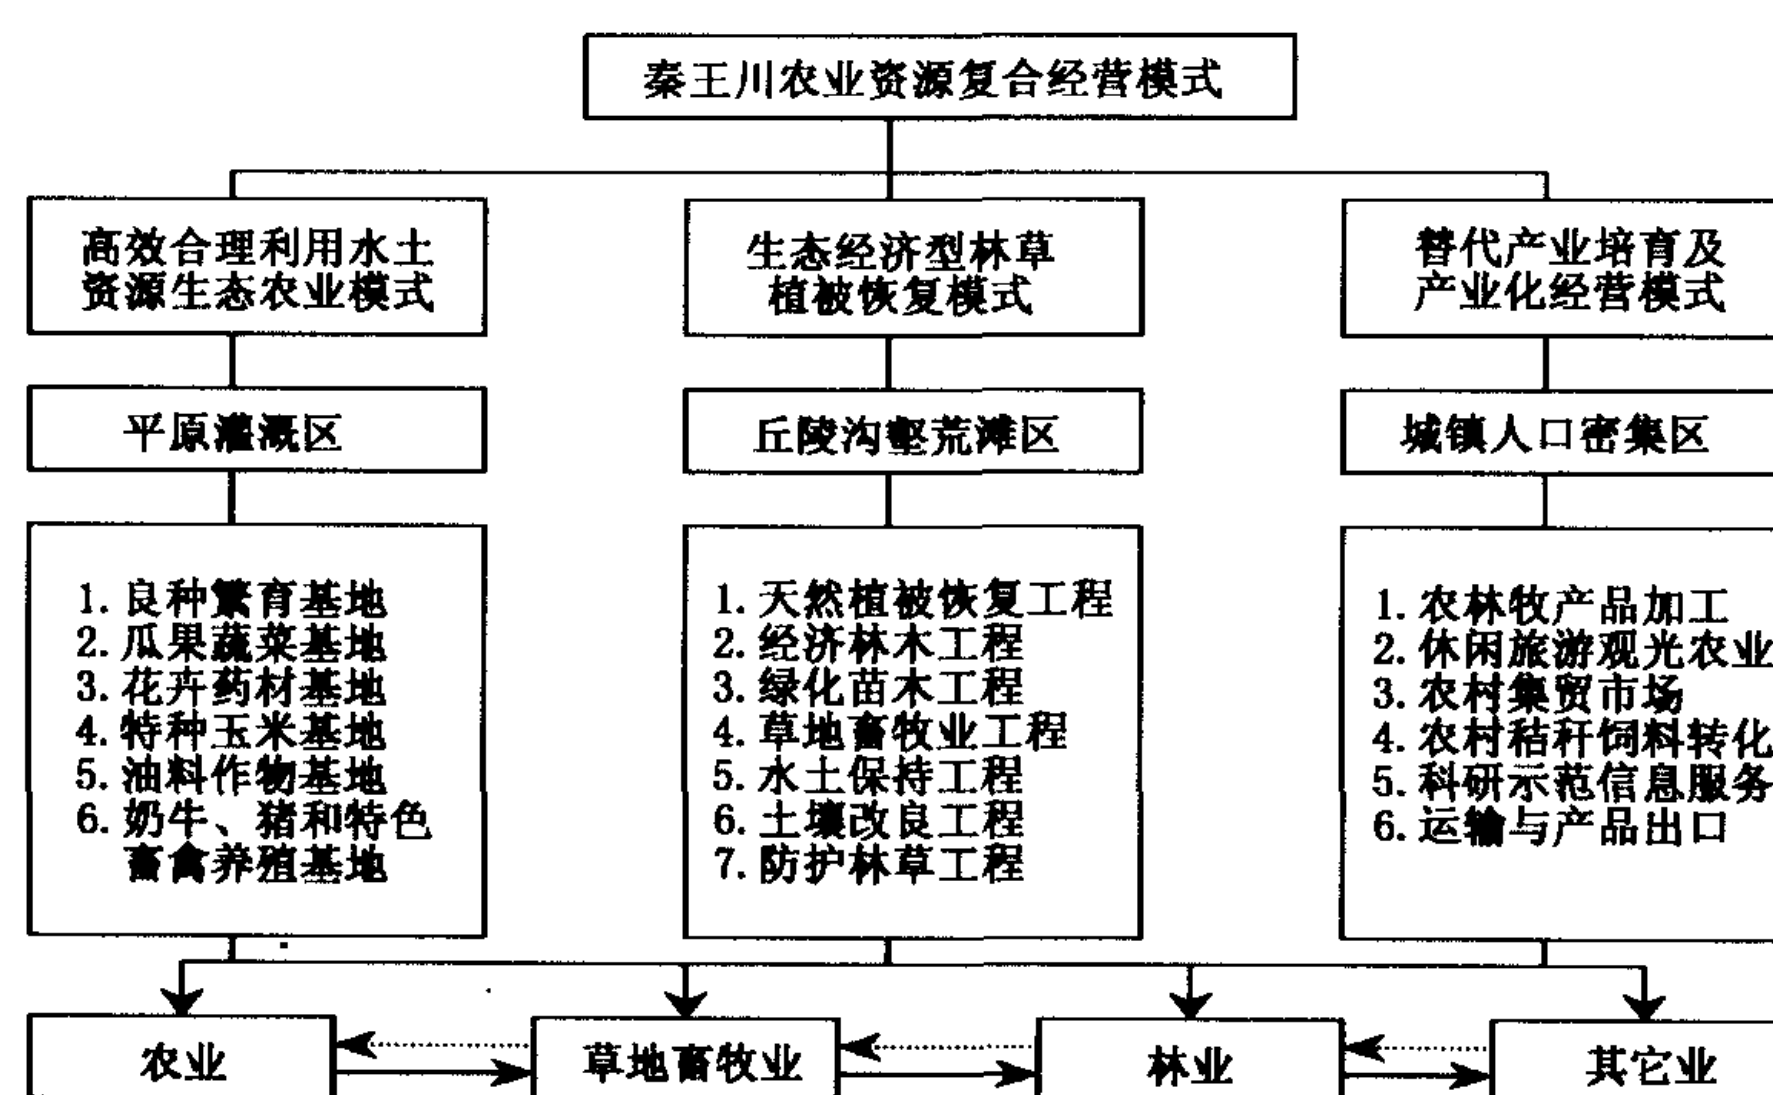 秦王川农业资源复合经营模式
高效合理利用水土
资源生态农业模式
生态经济型林草
植被恢复模式
替代产业培育及
产业化经营模式
平原灌溉区
丘陵沟壑荒滩区
城镇人口密集区
1. 良种繁育基地
2. 瓜果蔬菜基地
3. 花卉药材基地
4. 特种玉米基地
5. 油料作物基地
6. 奶牛、猪和特色
畜禽养殖基地
1. 天然植被恢复工程
2. 经济林木工程
3. 绿化苗木工程
4. 草地畜牧业工程
5. 水土保持工程
6. 土壤改良工程
7. 防护林草工程
1. 农林牧产品加工
2. 休闲旅游观光农业
3. 农村集贸市场
4. 农村秸秆饲料转化
5. 科研示范信息服务
6. 运输与产品出口
农业
草地畜牧业
林业
其它业